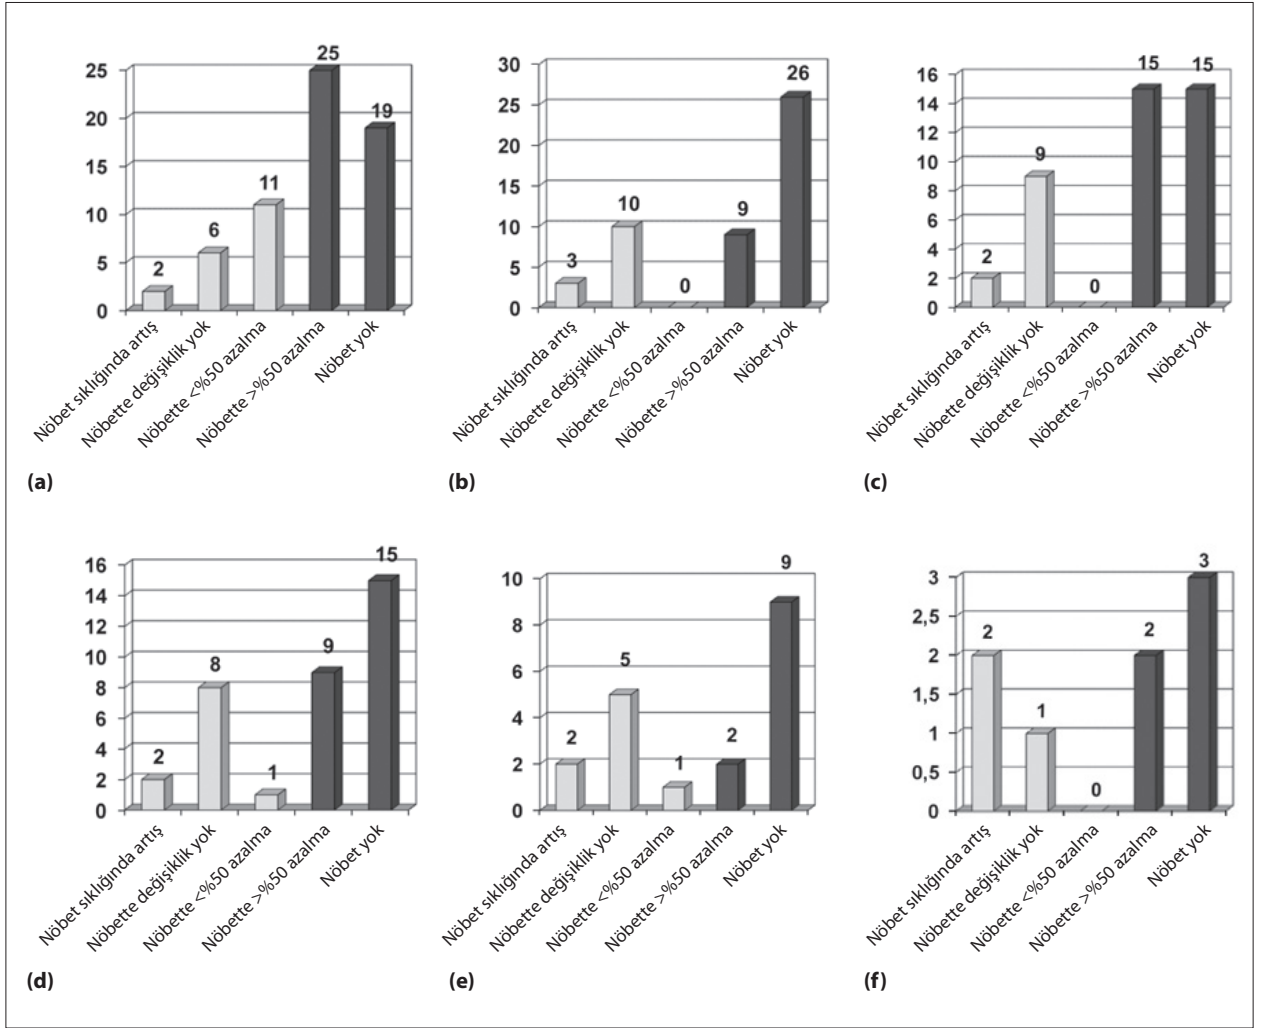 25
20
15
10
5
0
2
6
11
25
19
Nöbet sıklığında artış
Nöbette değişiklik yok
Nöbette <%50 azalma
Nöbette >%50 azalma
Nöbet yok
(a)
30
25
20
15
10
5
0
3
10
0
9
26
Nöbet sıklığında artış
Nöbette değişiklik yok
Nöbette <%50 azalma
Nöbette >%50 azalma
Nöbet yok
(b)
16
14
12
10
8
6
4
2
0
2
9
0
15
15
Nöbet sıklığında artış
Nöbette değişiklik yok
Nöbette <%50 azalma
Nöbette >%50 azalma
Nöbet yok
(c)
16
14
12
10
8
6
4
2
0
2
8
1
9
15
Nöbet sıklığında artış
Nöbette değişiklik yok
Nöbette <%50 azalma
Nöbette >%50 azalma
Nöbet yok
(d)
10
8
6
4
2
0
2
5
1
2
9
Nöbet sıklığında artış
Nöbette değişiklik yok
Nöbette <%50 azalma
Nöbette >%50 azalma
Nöbet yok
(e)
3
2,5
2
1,5
1
0,5
0
2
1
0
2
3
Nöbet sıklığında artış
Nöbette değişiklik yok
Nöbette <%50 azalma
Nöbette >%50 azalma
Nöbet yok
(f)